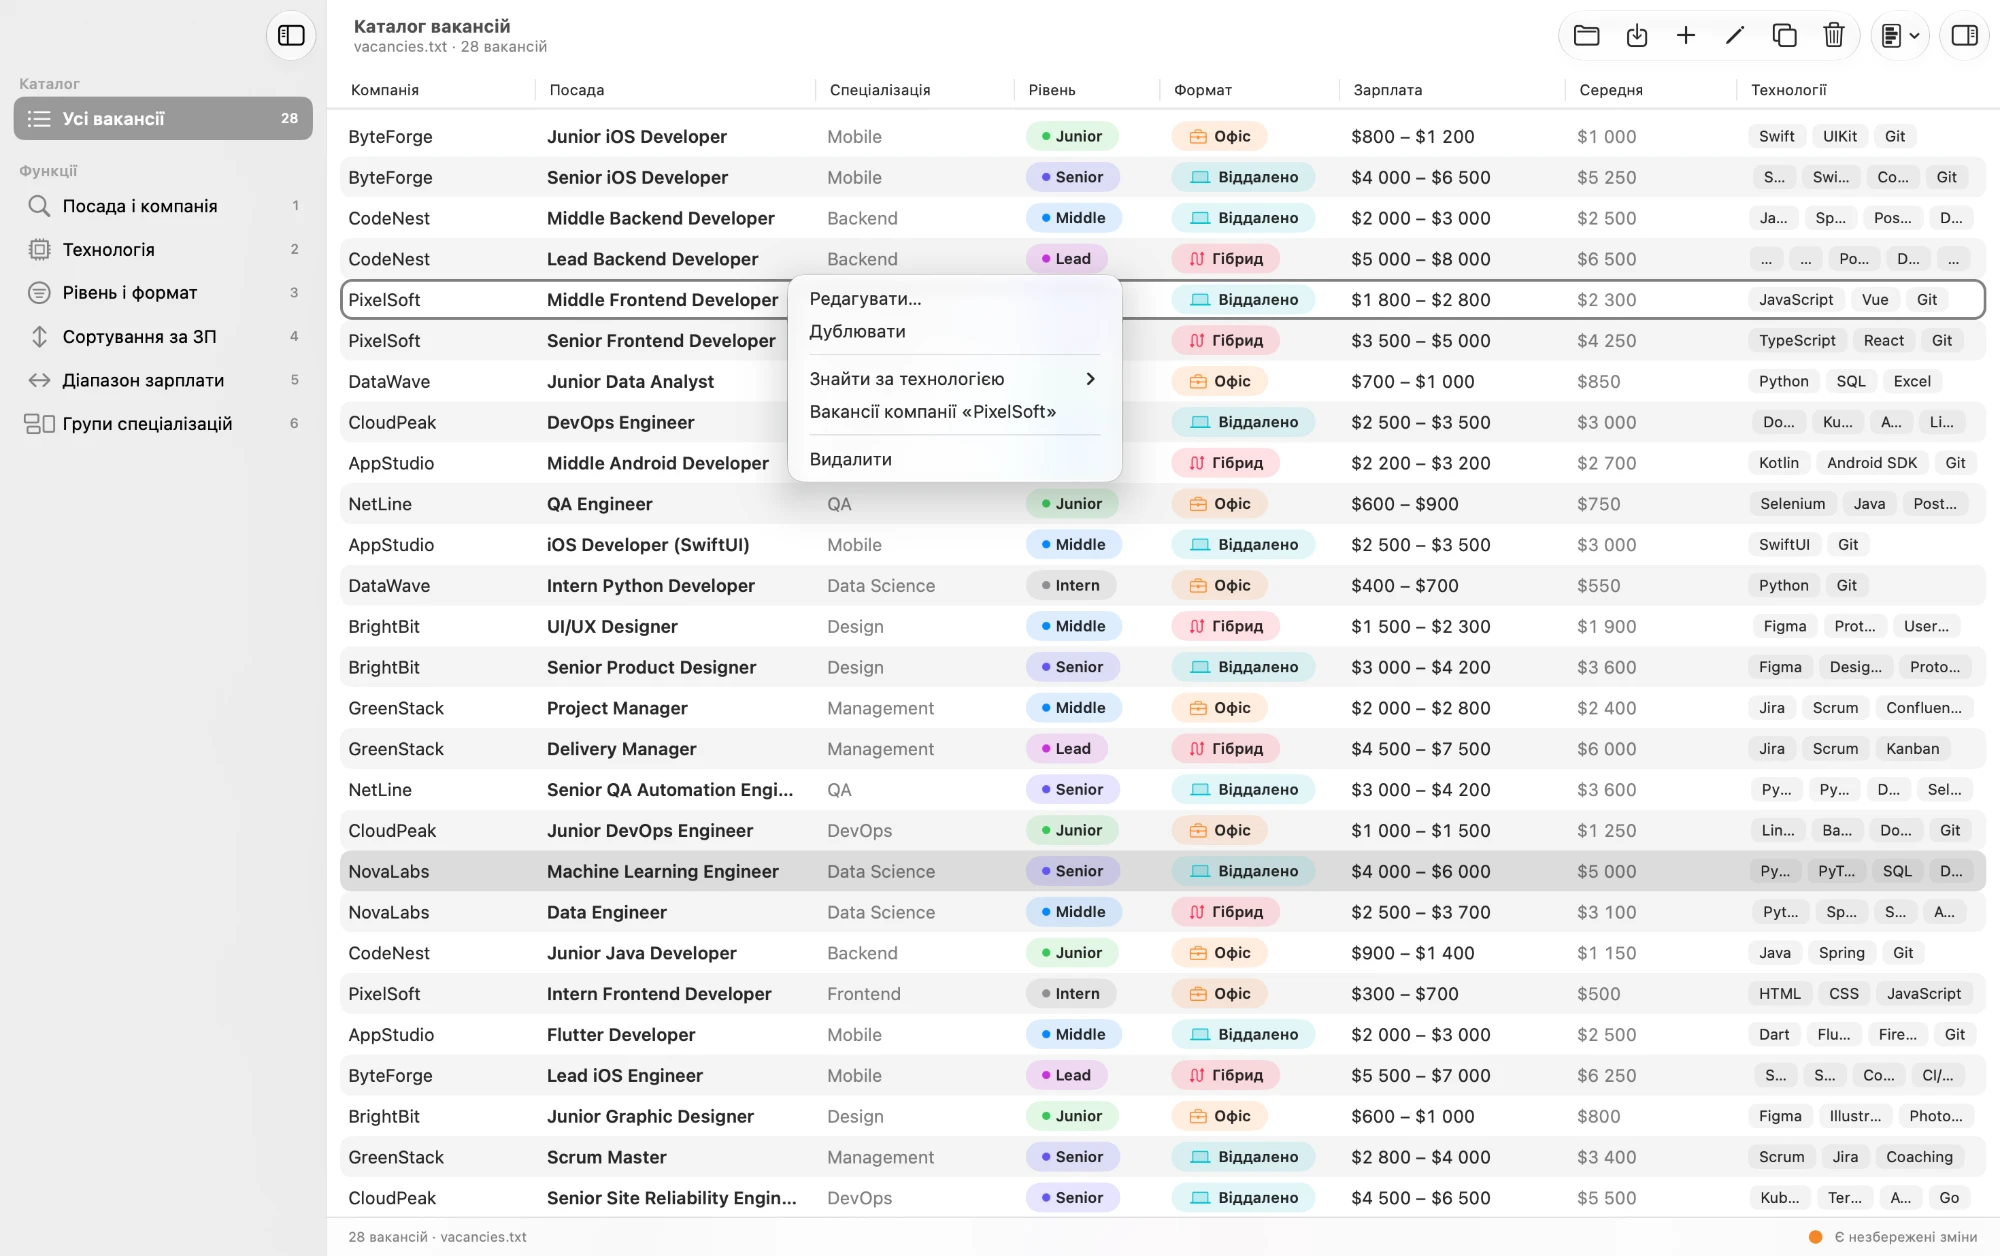 Каталог вакансій
vacancies.txt · 28 вакансій
Каталог
Усі вакансії 28
Функції
Посада і компанія 1
Технологія 2
Рівень і формат 3
Сортування за ЗП 4
Діапазон зарплати 5
Групи спеціалізацій 6
Компанія Посада Спеціалізація Рівень Формат Зарплата Середня Технології
ByteForge Junior iOS Developer Mobile Junior Офіс $800 – $1 200 $1 000 Swift UIKit Git
ByteForge Senior iOS Developer Mobile Senior Віддалено $4 000 – $6 500 $5 250 S... Swi... Co... Git
CodeNest Middle Backend Developer Backend Middle Віддалено $2 000 – $3 000 $2 500 Ja... Sp... Pos... D...
CodeNest Lead Backend Developer Backend Lead Гібрид $5 000 – $8 000 $6 500 ... ... Po... D... ...
PixelSoft Middle Frontend Developer Віддалено $1 800 – $2 800 $2 300 JavaScript Vue Git
PixelSoft Senior Frontend Developer Гібрид $3 500 – $5 000 $4 250 TypeScript React Git
DataWave Junior Data Analyst Офіс $700 – $1 000 $850 Python SQL Excel
CloudPeak DevOps Engineer Віддалено $2 500 – $3 500 $3 000 Do... Ku... A... Li...
AppStudio Middle Android Developer Гібрид $2 200 – $3 200 $2 700 Kotlin Android SDK Git
NetLine QA Engineer QA Junior Офіс $600 – $900 $750 Selenium Java Post...
AppStudio iOS Developer (SwiftUI) Mobile Middle Віддалено $2 500 – $3 500 $3 000 SwiftUI Git
DataWave Intern Python Developer Data Science Intern Офіс $400 – $700 $550 Python Git
BrightBit UI/UX Designer Design Middle Гібрид $1 500 – $2 300 $1 900 Figma Prot... User...
BrightBit Senior Product Designer Design Senior Віддалено $3 000 – $4 200 $3 600 Figma Desig... Proto...
GreenStack Project Manager Management Middle Офіс $2 000 – $2 800 $2 400 Jira Scrum Confluen...
GreenStack Delivery Manager Management Lead Гібрид $4 500 – $7 500 $6 000 Jira Scrum Kanban
NetLine Senior QA Automation Engi... QA Senior Віддалено $3 000 – $4 200 $3 600 Py... Py... D... Sel...
CloudPeak Junior DevOps Engineer DevOps Junior Офіс $1 000 – $1 500 $1 250 Lin... Ba... Do... Git
NovaLabs Machine Learning Engineer Data Science Senior Віддалено $4 000 – $6 000 $5 000 Py... PyT... SQL D...
NovaLabs Data Engineer Data Science Middle Гібрид $2 500 – $3 700 $3 100 Pyt... Sp... S... A...
CodeNest Junior Java Developer Backend Junior Офіс $900 – $1 400 $1 150 Java Spring Git
PixelSoft Intern Frontend Developer Frontend Intern Офіс $300 – $700 $500 HTML CSS JavaScript
AppStudio Flutter Developer Mobile Middle Віддалено $2 000 – $3 000 $2 500 Dart Flu... Fire... Git
ByteForge Lead iOS Engineer Mobile Lead Гібрид $5 500 – $7 000 $6 250 S... S... Co... CI/...
BrightBit Junior Graphic Designer Design Junior Офіс $600 – $1 000 $800 Figma Illustr... Photo...
GreenStack Scrum Master Management Senior Віддалено $2 800 – $4 000 $3 400 Scrum Jira Coaching
CloudPeak Senior Site Reliability Engin... DevOps Senior Віддалено $4 500 – $6 500 $5 500 Kub... Ter... A... Go
Редагувати...
Дублювати
Знайти за технологією
Вакансії компанії «PixelSoft»
Видалити
28 вакансій · vacancies.txt
Є незбережені зміни